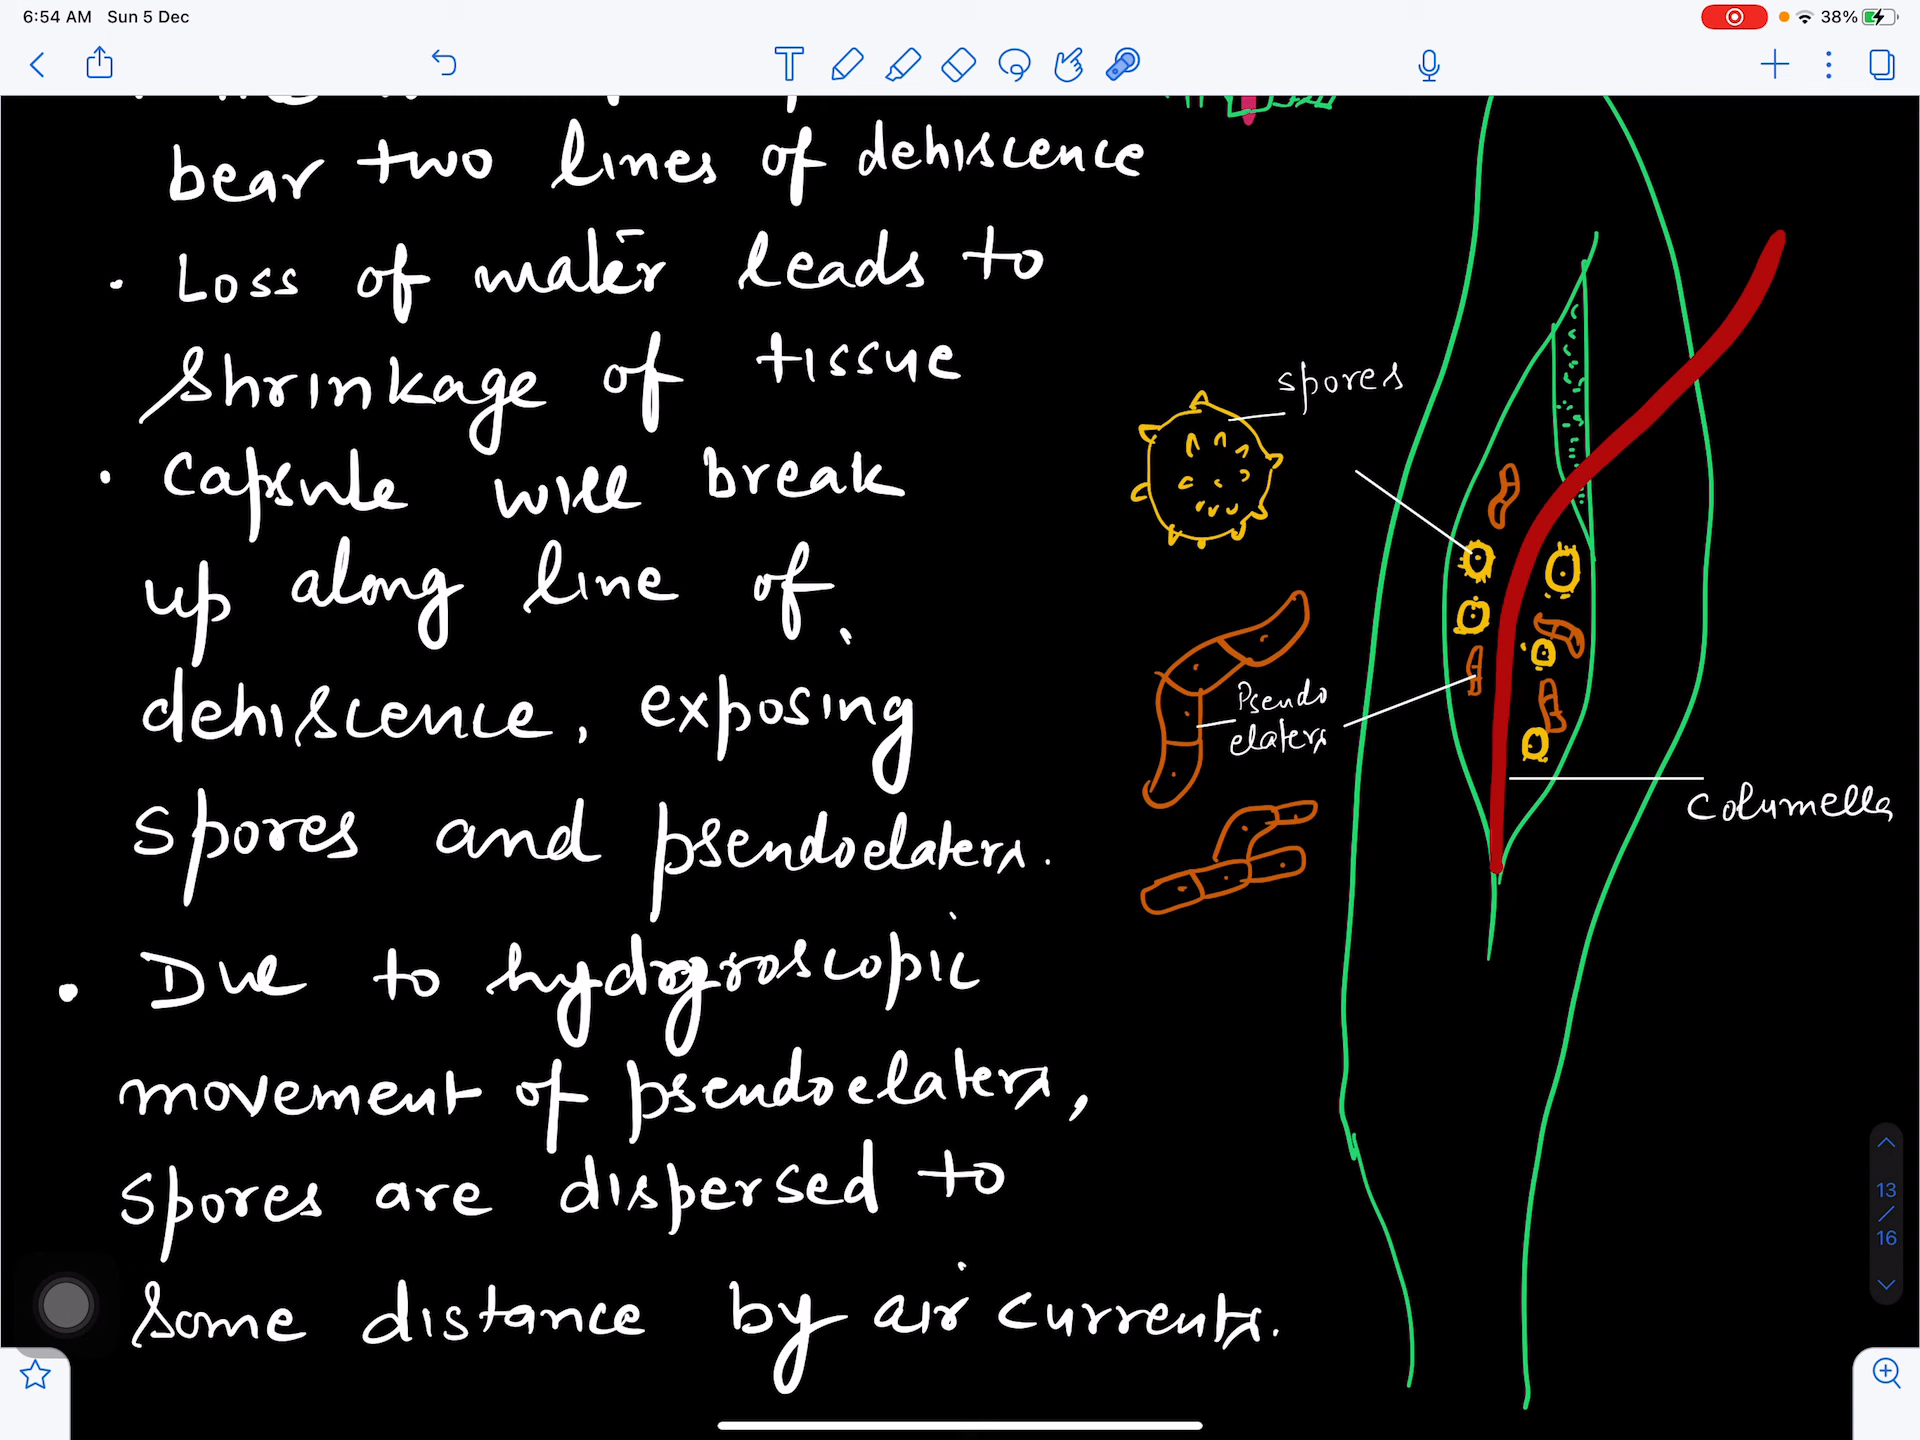 6:54 AM Sun 5 Dec
38%
bear two lines of dehiscence
• Loss of water leads to
shrinkage of tissue
• Capsule will break
up along line of
dehiscence, exposing
spores and pseudoelaters.
• Due to hydrogroscopic
movement of pseudoelaters,
spores are dispersed to
some distance by air currents.
spores
Pseudo
elaters
Columella
13
/
16